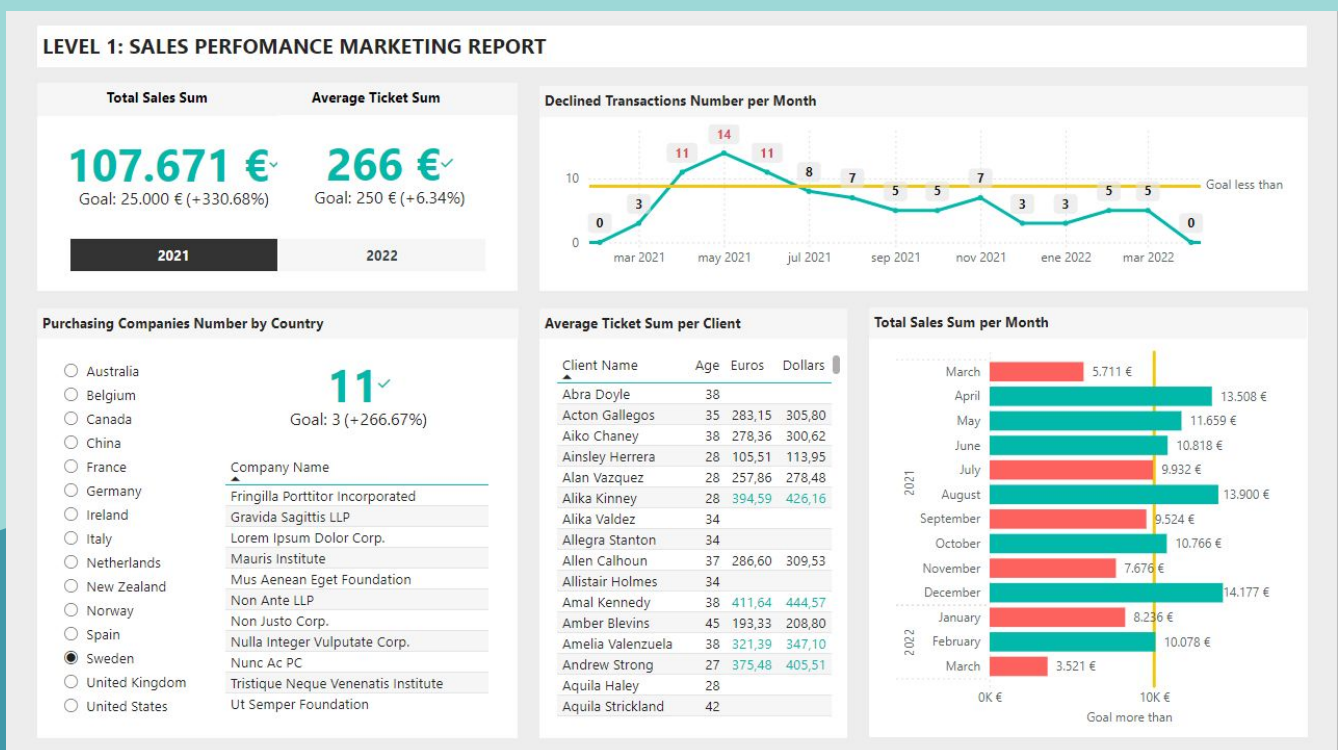 LEVEL 1: SALES PERFOMANCE MARKETING REPORT
Total Sales Sum
Average Ticket Sum
107.671 €
Goal: 25.000 € (+330.68%)
266 €
Goal: 250 € (+6.34%)
2021
2022
Declined Transactions Number per Month
10
0
0
3
11
14
11
8
7
5
5
7
3
3
5
5
0
Goal less than
mar 2021
may 2021
jul 2021
sep 2021
nov 2021
ene 2022
mar 2022
Purchasing Companies Number by Country
Australia
Belgium
Canada
China
France
Germany
Ireland
Italy
Netherlands
New Zealand
Norway
Spain
Sweden
United Kingdom
United States
11
Goal: 3 (+266.67%)
Company Name
Fringilla Porttitor Incorporated
Gravida Sagittis LLP
Lorem Ipsum Dolor Corp.
Mauris Institute
Mus Aenean Eget Foundation
Non Ante LLP
Non Justo Corp.
Nulla Integer Vulputate Corp.
Nunc Ac PC
Tristique Neque Venenatis Institute
Ut Semper Foundation
Average Ticket Sum per Client
Client Name Age Euros Dollars
Abra Doyle 38
Acton Gallegos 35 283,15 305,80
Aiko Chaney 38 278,36 300,62
Ainsley Herrera 28 105,51 113,95
Alan Vazquez 28 257,86 278,48
Alika Kinney 28 394,59 426,16
Alika Valdez 34
Allegra Stanton 34
Allen Calhoun 37 286,60 309,53
Allistair Holmes 34
Amal Kennedy 38 411,64 444,57
Amber Blevins 45 193,33 208,80
Amelia Valenzuela 38 321,39 347,10
Andrew Strong 27 375,48 405,51
Aquila Haley 28
Aquila Strickland 42
Total Sales Sum per Month
2021
March 5.711 €
April 13.508 €
May 11.659 €
June 10.818 €
July 9.932 €
August 13.900 €
September 9.524 €
October 10.766 €
November 7.676 €
December 14.177 €
2022
January 8.236 €
February 10.078 €
March 3.521 €
0K €
10K €
Goal more than